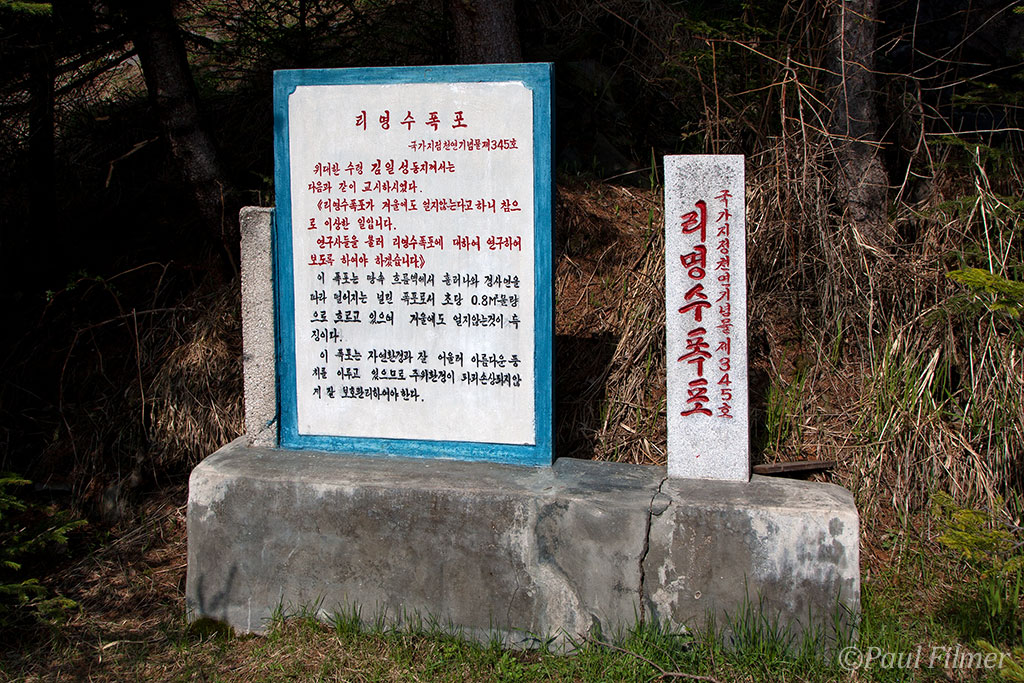 리명수폭포
-국가지정천연기념물제345호
위대한 수령 김일성동지께서는
다음과 같이 교시하시였다.
《리명수폭포가 겨울에도 얼지않는다고 하니 참으
로 이상한 일입니다.
연구사들을 불러 리명수폭포에 대하여 연구하여
보도록 하여야 하겠습니다》
이 폭포는 땅속 흐름역에서 흘러나와 경사면을
따라 떨어지는 널린 폭포로서 초당 0.8M³물량
으로 흐르고 있으며 겨울에도 얼지않는것이 특
징이다.
이 폭포는 자연환경과 잘 어울려 아름다운 풍
치를 이루고 있으므로 주위환경이 파괴손상되지않
게 잘 보호관리하여야한다.
국가지정천연기념물제345호
리명수폭포
©Paul Filmer